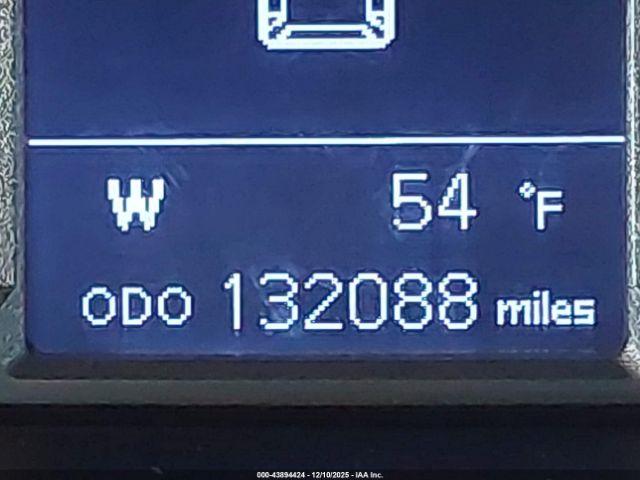 W 54 °F
ODO 132088 miles
000-43894424 - 12/10/2025 - IAA Inc.